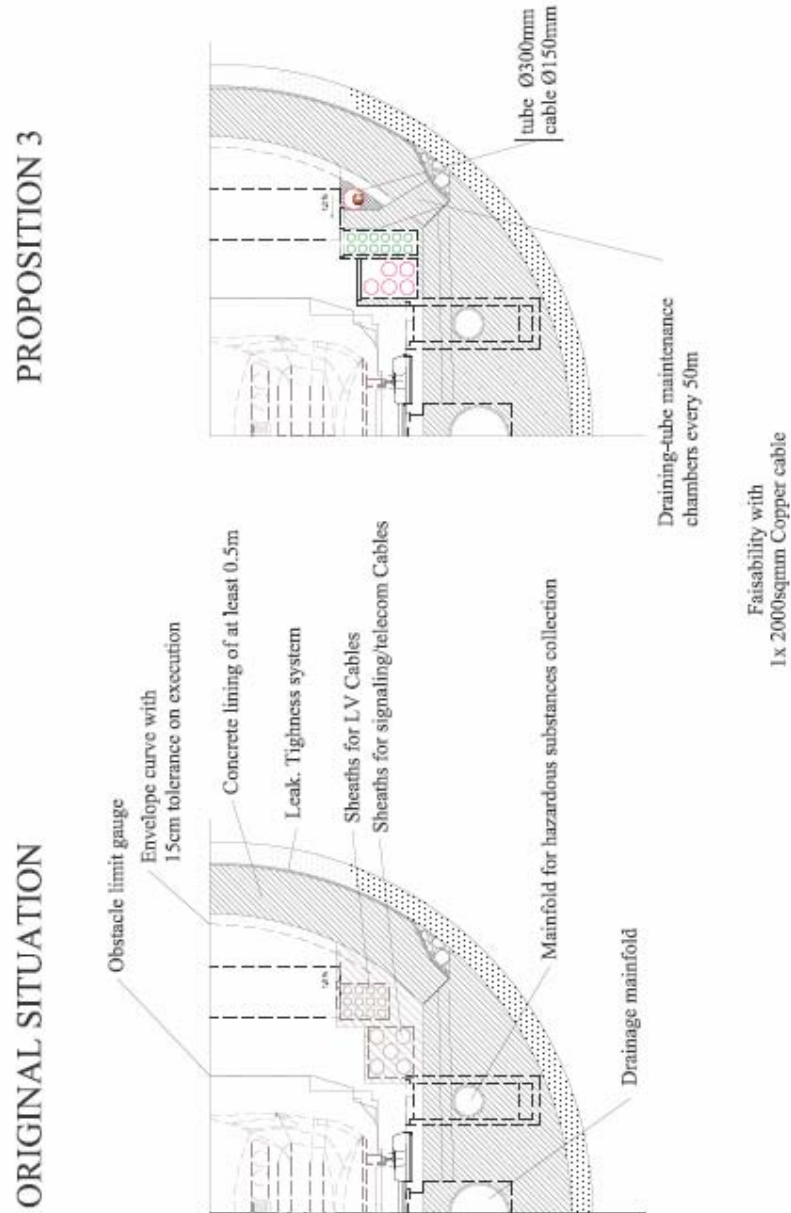 ORIGINAL SITUATION
PROPOSITION 3
Obstacle limit gauge
Envelope curve with
15cm tolerance on execution
Concrete lining of at least 0.5m
Leak. Tighness system
Sheaths for LV Cables
Sheaths for signaling/telecom Cables
Mainfold for hazardous substances collection
Drainage mainfold
tube Ø300mm
cable Ø150mm
Draining-tube maintenance
chambers every 50m
Faisability with
1x 2000sqmm Copper cable